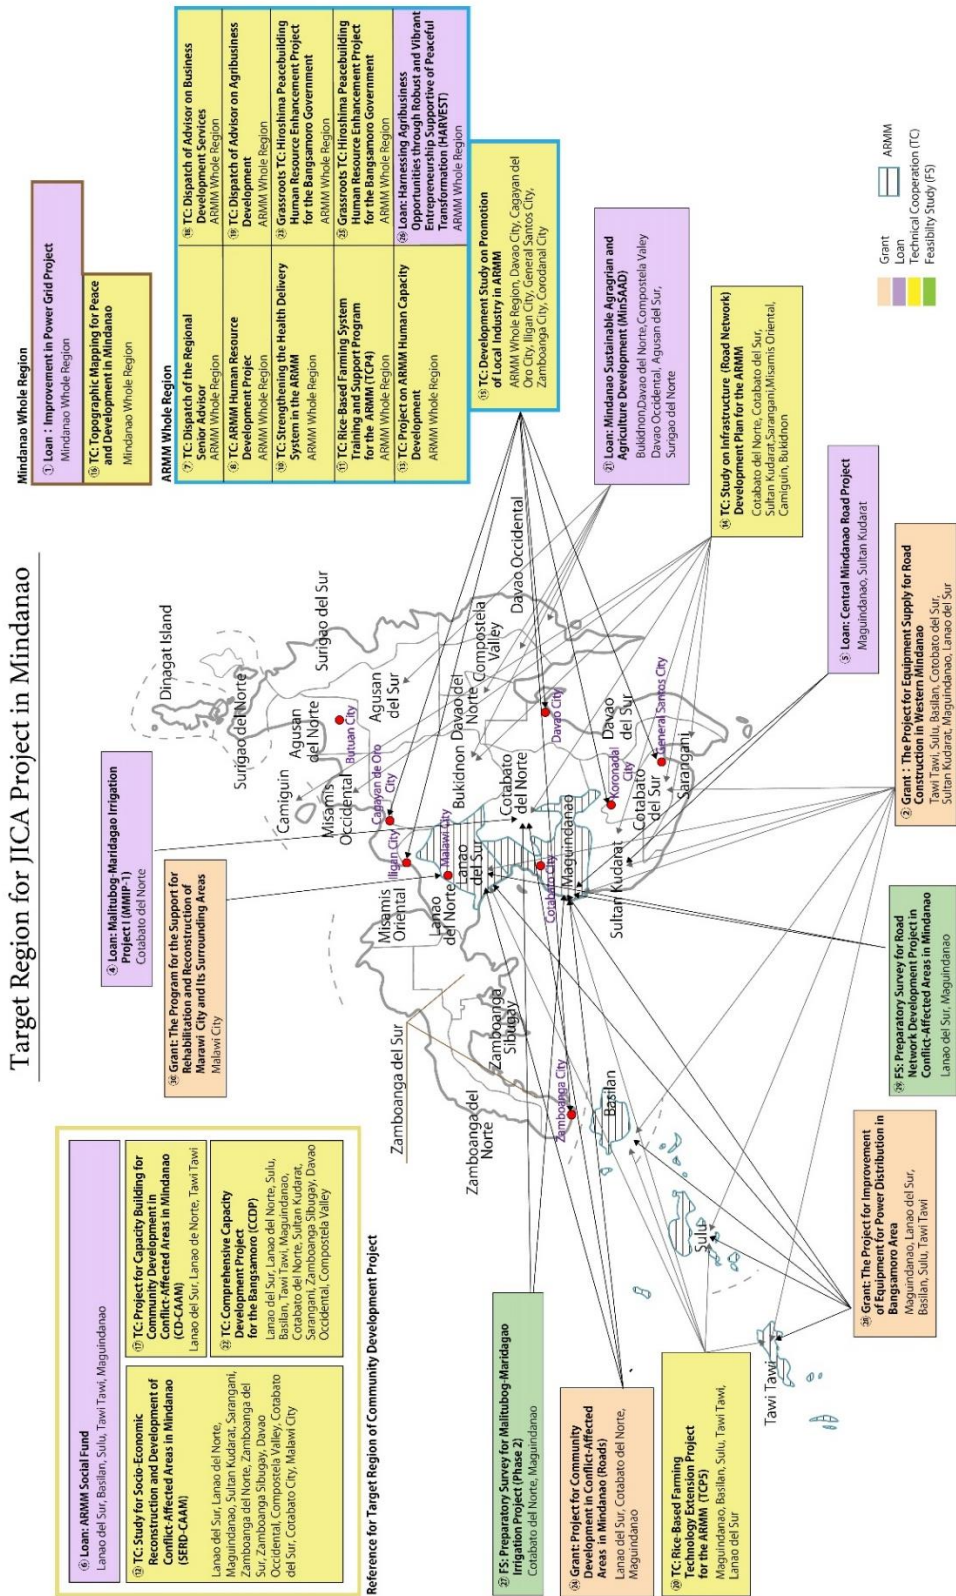 Target Region for JICA Project in Mindanao
⑥ Loan: ARMM Social Fund
Lanao del Sur, Basilan, Sulu, Tawi Tawi, Maguindanao
⑫ TC: Study for Socio-Economic
Reconstruction and Development of
Conflict-Affected Areas in Mindanao
(SERD-CAAM)
Lanao del Sur, Lanao del Norte,
Maguindanao, Sultan Kudarat, Sarangani,
Zamboanga del Norte, Zamboanga del
Sur, Zamboanga Sibugay, Davao
Occidental, Compostela Valley, Cotabato
del Sur, Cotabato City, Malawi City
⑰ TC: Project for Capacity Building for
Community Development in
Conflict-Affected Areas in Mindanao
(CD-CAAM)
Lanao del Sur, Lanao de Norte, Tawi Tawi
㉒ TC: Comprehensive Capacity
Development Project
for the Bangsamoro (CCDP)
Lanao del Sur, Lanao del Norte, Sulu,
Basilan, Tawi Tawi, Maguindanao,
Cotabato del Norte, Sultan Kudarat,
Sarangani, Zamboanga Sibugay, Davao
Occidental, Compostela Valley
Reference for Target Region of Community Development Project
④ Loan: Malitubog-Maridagao Irrigation
Project I (MMIP-1)
Cotabato del Norte
㉚ Grant: The Program for the Support for
Rehabilitation and Reconstruction of
Marawi City and Its Surrounding Areas
Malawi City
Mindanao Whole Region
① Loan : Improvement in Power Grid Project
Mindanao Whole Region
⑯ TC: Topographic Mapping for Peace
and Development in Mindanao
Mindanao Whole Region
ARMM Whole Region
⑦ TC: Dispatch of the Regional
Senior Advisor
ARMM Whole Region
⑧ TC: ARMM Human Resource
Development Projec
ARMM Whole Region
⑩ TC: Strengthening the Health Delivery
System in the ARMM
ARMM Whole Region
⑪ TC: Rice-Based Farming System
Training and Support Program
for the ARMM (TCP4)
ARMM Whole Region
⑬ TC: Project on ARMM Human Capacity
Development
ARMM Whole Region
⑱ TC: Dispatch of Advisor on Business
Development Services
ARMM Whole Region
⑲ TC: Dispatch of Advisor on Agribusiness
Development
ARMM Whole Region
Grassroots TC: Hiroshima Peacebuilding
Human Resource Enhancement Project
for the Bangsamoro Government
ARMM Whole Region
Grassroots TC: Hiroshima Peacebuilding
Human Resource Enhancement Project
for the Bangsamoro Government
ARMM Whole Region
㉖ Loan: Harnessing Agribusiness
Opportunities through Robust and Vibrant
Entrepreneurship Supportive of Peaceful
Transformation (HARVEST)
ARMM Whole Region
⑮ TC: Development Study on Promotion
of Local Industry in ARMM
ARMM Whole Region, Davao City, Cagayan del
Oro City, Iligan City, General Santos City,
Zamboanga City, Corodanal City
㉑ Loan: Mindanao Sustainable Agragrian and
Agriculture Development (MinSAAD)
Bukidnon,Davao del Norte,Compostela Valey
Davao Occidental, Agusan del Sur,
Surigao del Norte
⑭ TC: Study on Infrastructure (Road Network)
Development Plan for the ARMM
Cotabato del Norte, Cotabato del Sur,
Sultan Kudarat,Sarangani,Misamis Oriental,
Camiguin, Bukidnon
⑤ Loan: Central Mindanao Road Project
Maguindanao, Sultan Kudarat
② Grant : The Project for Equipment Supply for Road
Construction in Western Mindanao
Tawi Tawi, Sulu, Basilan, Cotobato del Sur,
Sultan Kudarat, Maguindanao, Lanao del Sur
㉙ FS: Preparatory Survey for Road
Network Development Project in
Conflict-Affected Areas in Mindanao
Lanao del Sur, Maguindanao
Grant: The Project for Improvement
of Equipment for Power Distribution in
Bangsamoro Area
Maguindanao, Lanao del Sur,
Basilan, Sulu, Tawi Tawi
㉗ FS: Preparatory Survey for Malitubog-Maridagao
Irrigation Project (Phase 2)
Cotabato del Norte, Maguindanao
㉔ Grant: Project for Community
Development in Conflict-Affected
Areas in Mindanao (Roads)
Lanao del Sur, Cotabato del Norte,
Maguindanao
⑳ TC: Rice-Based Farming
Technology Extension Project
for the ARMM (TCP5)
Maguindanao, Basilan, Sulu, Tawi Tawi,
Lanao del Sur
Dinagat Island
Surigao del Norte
Surigao del Sur
Camiguin
Agusan
del Norte
Butuan City
Agusan
del Sur
Misamis
Occidental
Cagayan de Oro
City
Bukidnon
Davao del
Norte
Compostela
Valley
Davao Occidental
Illigan City
Malawi City
Lanao
del Sur
Misamis
Oriental
Lanao
del Norte
Cotabato
del Norte
Davao City
Cotabato City
Maguindanao
Koronadal
City
Davao
del Sur
General Santos City
Sultan Kudarat
Cotabato
del Sur
Sarangani
Zamboanga del Sur
Zamboanga del
Norte
Zamboanga
Sibugay
Zamboanga City
Basilan
Sulu
Tawi Tawi
Grant
Loan
Technical Cooperation (TC)
Feasibility Study (FS)
ARMM